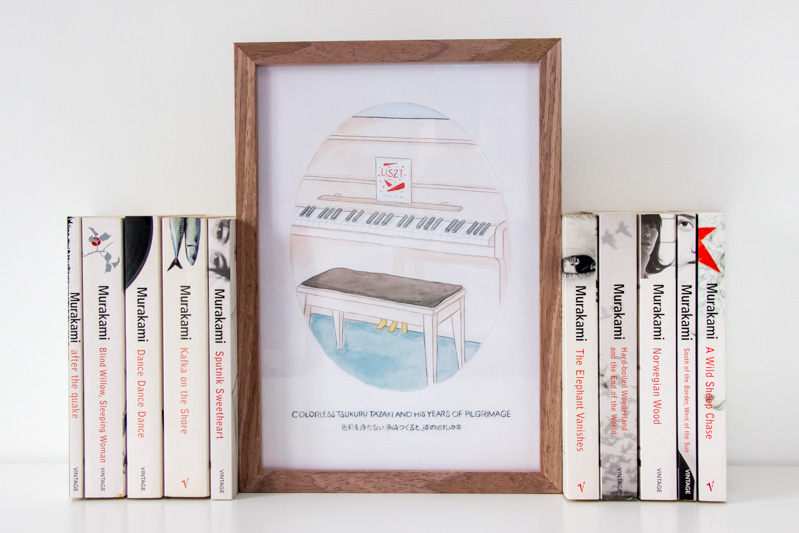 Murakami
after the quake
VINTAGE
Murakami
Blind Willow, Sleeping Woman
VINTAGE
Murakami
Dance Dance Dance
VINTAGE
Murakami
Kafka on the Shore
Murakami
Sputnik Sweetheart
VINTAGE
LISZT
COLORLESS TSUKURU TAZAKI AND HIS YEARS OF PILGRIMAGE
色彩を持たない多崎つくると、彼の巡礼の年
Murakami
The Elephant Vanishes
Murakami
Hard-boiled Wonderland
and the End of the World
VINTAGE
Murakami
Norwegian Wood
VINTAGE
Murakami
South of the Border, West of the Sun
VINTAGE
Murakami
A Wild Sheep Chase